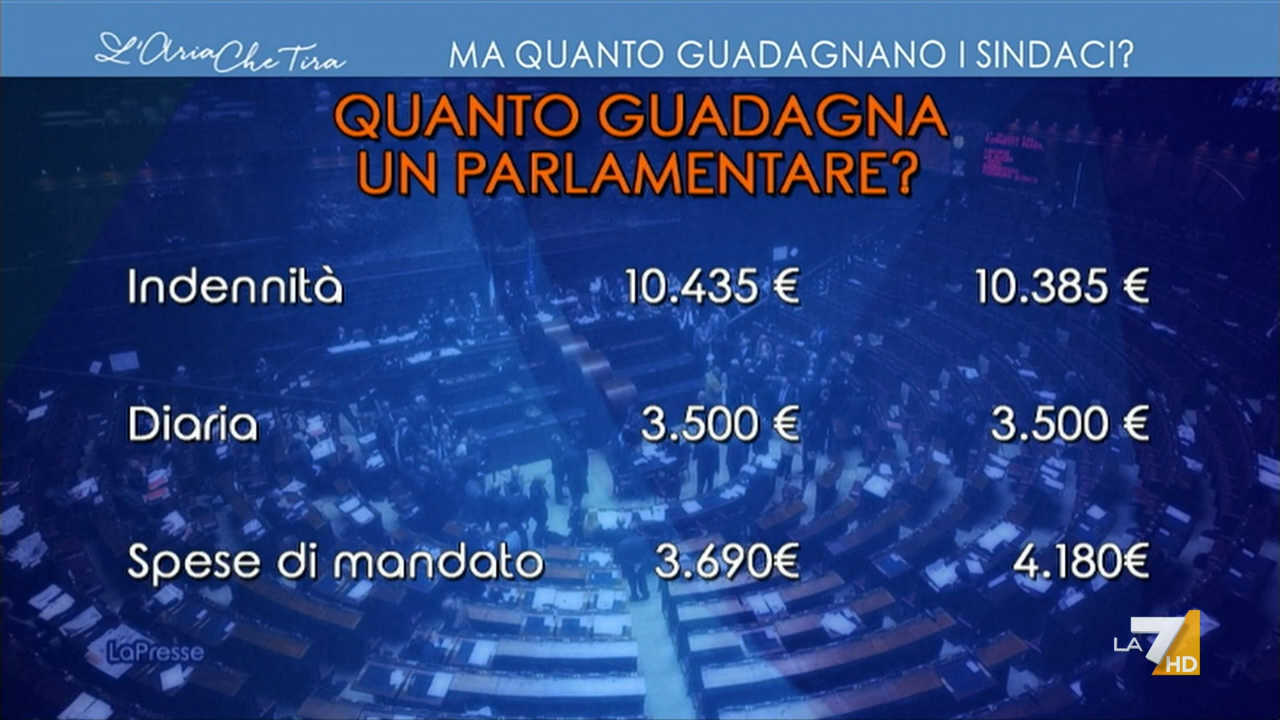 L'Aria Che Tira
MA QUANTO GUADAGNANO I SINDACI?
QUANTO GUADAGNA
UN PARLAMENTARE?
Indennità 10.435 € 10.385 €
Diaria 3.500 € 3.500 €
Spese di mandato 3.690€ 4.180€
LaPresse
LA 7 HD